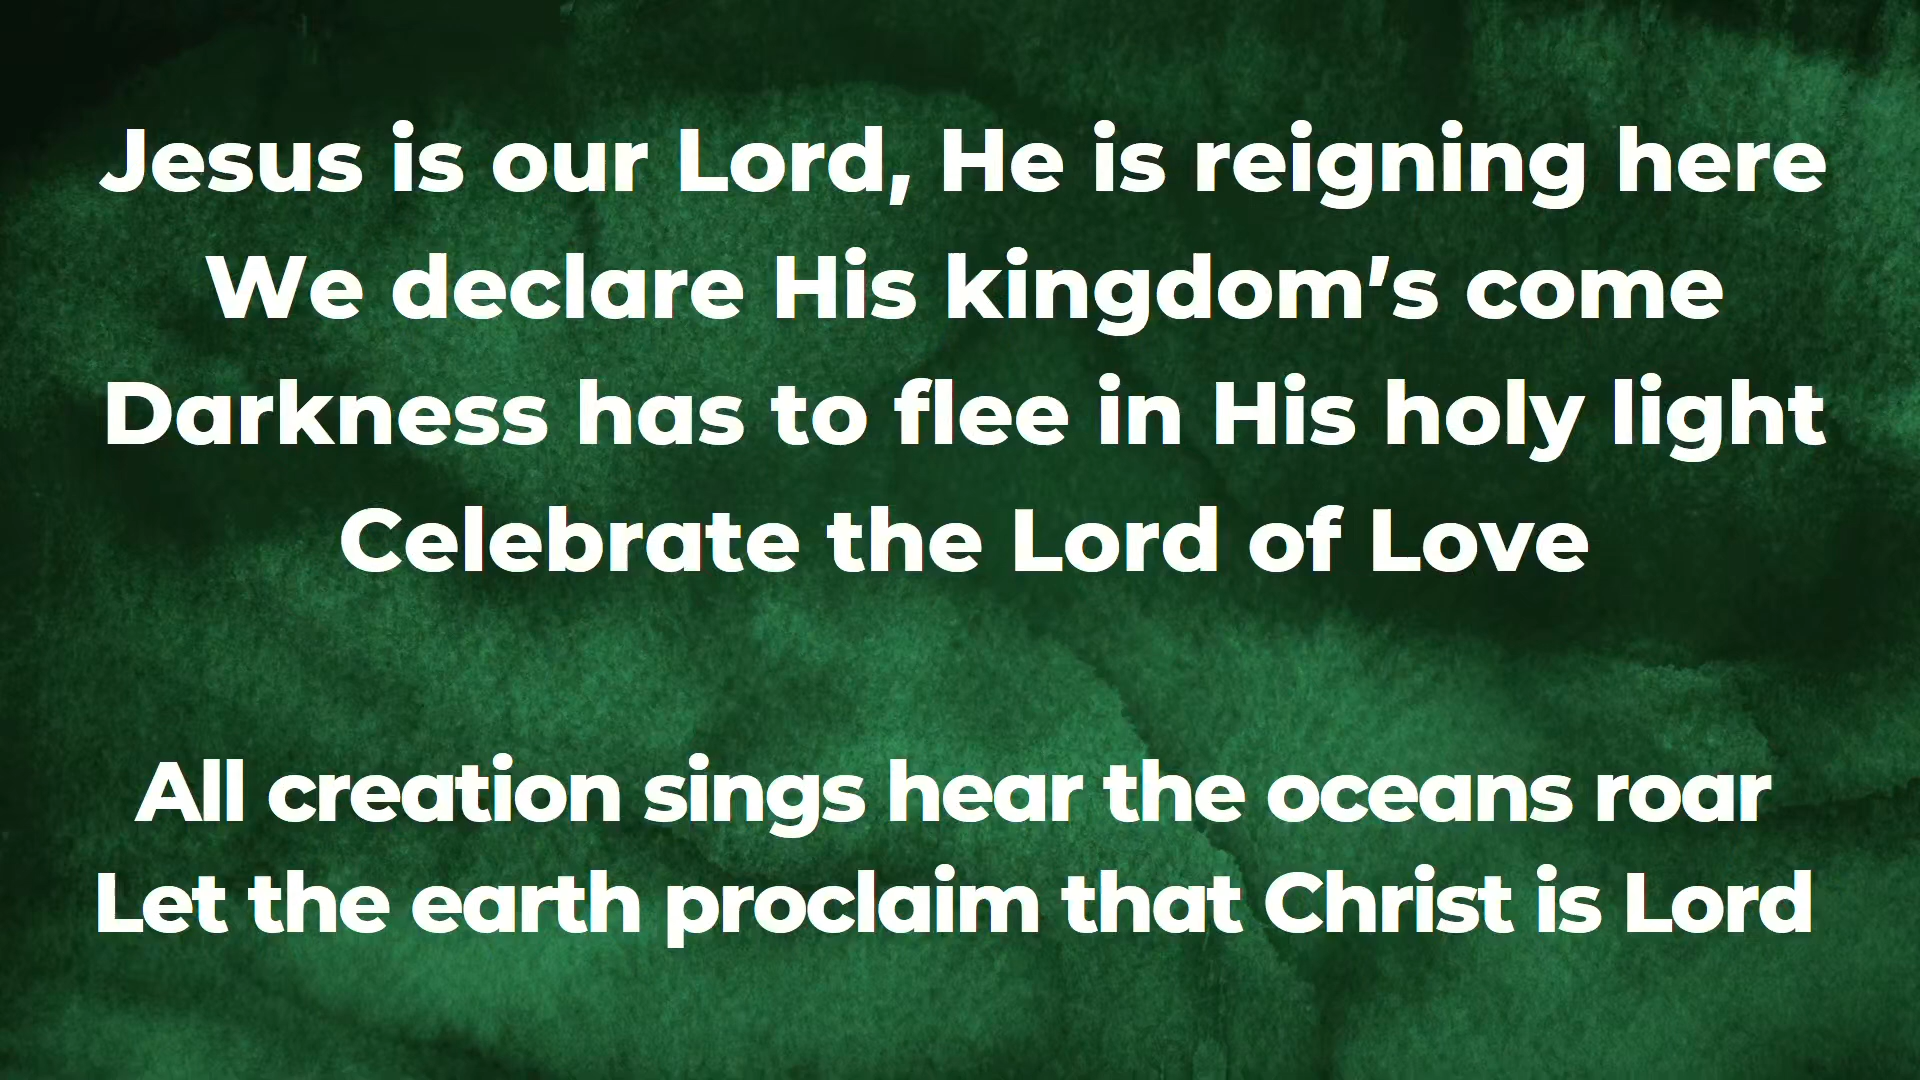 Jesus is our Lord, He is reigning here
We declare His kingdom's come
Darkness has to flee in His holy light
Celebrate the Lord of Love
All creation sings hear the oceans roar
Let the earth proclaim that Christ is Lord